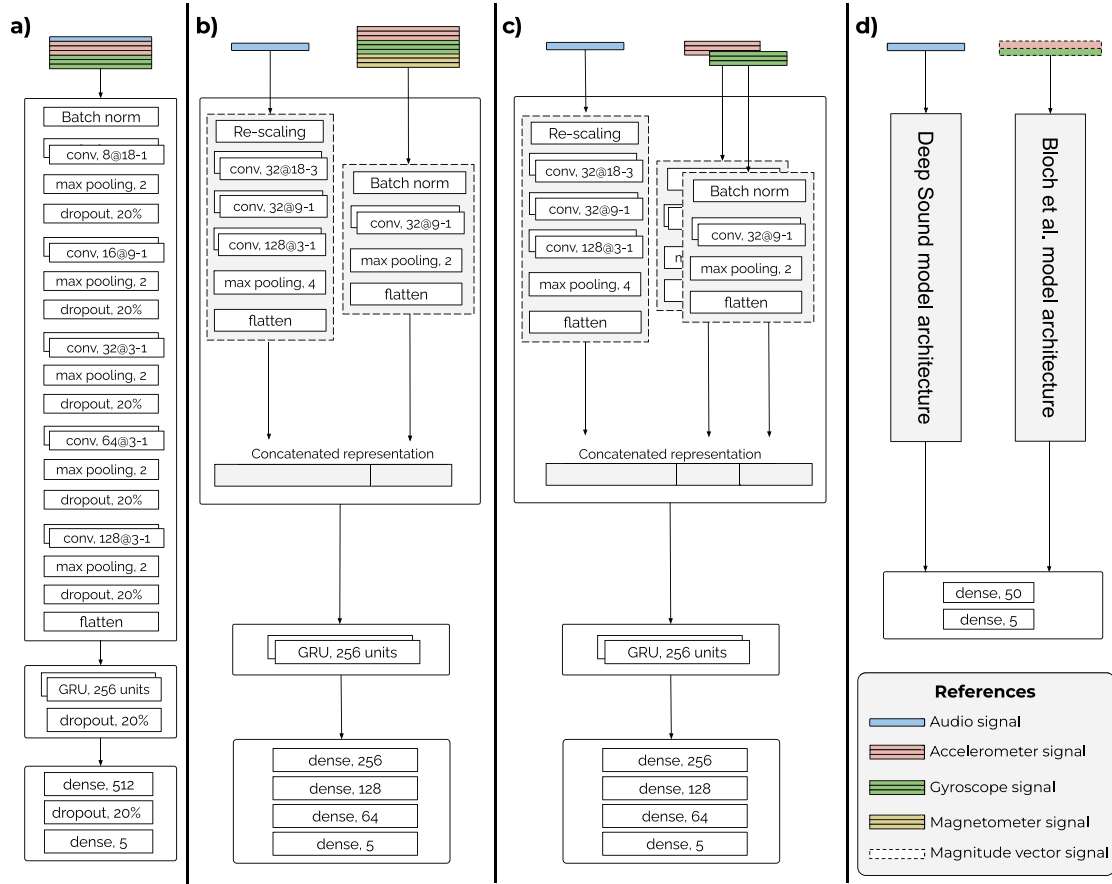 a)
Batch norm
conv, 8@18-1
max pooling, 2
dropout, 20%
conv, 16@9-1
max pooling, 2
dropout, 20%
conv, 32@3-1
max pooling, 2
dropout, 20%
conv, 64@3-1
max pooling, 2
dropout, 20%
conv, 128@3-1
max pooling, 2
dropout, 20%
flatten
GRU, 256 units
dropout, 20%
dense, 512
dropout, 20%
dense, 5
b)
Re-scaling
conv, 32@18-3
conv, 32@9-1
conv, 128@3-1
max pooling, 4
flatten
Batch norm
conv, 32@9-1
max pooling, 2
flatten
Concatenated representation
GRU, 256 units
dense, 256
dense, 128
dense, 64
dense, 5
c)
Re-scaling
conv, 32@18-3
conv, 32@9-1
conv, 128@3-1
max pooling, 4
flatten
Batch norm
conv, 32@9-1
max pooling, 2
flatten
Concatenated representation
GRU, 256 units
dense, 256
dense, 128
dense, 64
dense, 5
d)
Deep Sound model architecture
Bloch et al. model architecture
dense, 50
dense, 5
References
Audio signal
Accelerometer signal
Gyroscope signal
Magnetometer signal
Magnitude vector signal